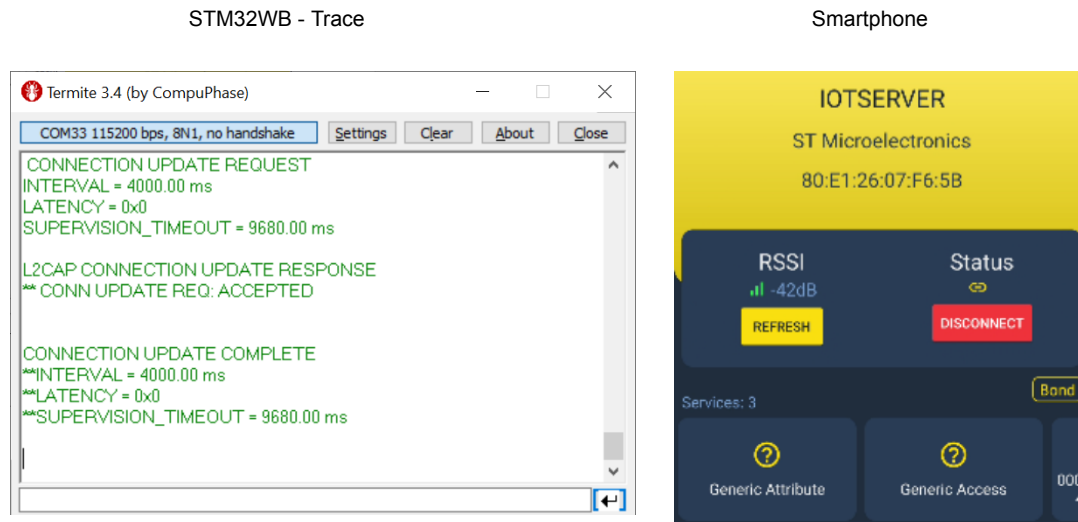 STM32WB - Trace
Smartphone
Termite 3.4 (by CompuPhase)
COM33 115200 bps, 8N1, no handshake
Settings
Clear
About
Close
CONNECTION UPDATE REQUEST
INTERVAL = 4000.00 ms
LATENCY = 0x0
SUPERVISION_TIMEOUT = 9680.00 ms
L2CAP CONNECTION UPDATE RESPONSE
** CONN UPDATE REQ: ACCEPTED
CONNECTION UPDATE COMPLETE
**INTERVAL = 4000.00 ms
**LATENCY = 0x0
**SUPERVISION_TIMEOUT = 9680.00 ms
IOTSERVER
ST Microelectronics
80:E1:26:07:F6:5B
RSSI
-42dB
REFRESH
Status
DISCONNECT
Services: 3
Bond
Generic Attribute
Generic Access
000